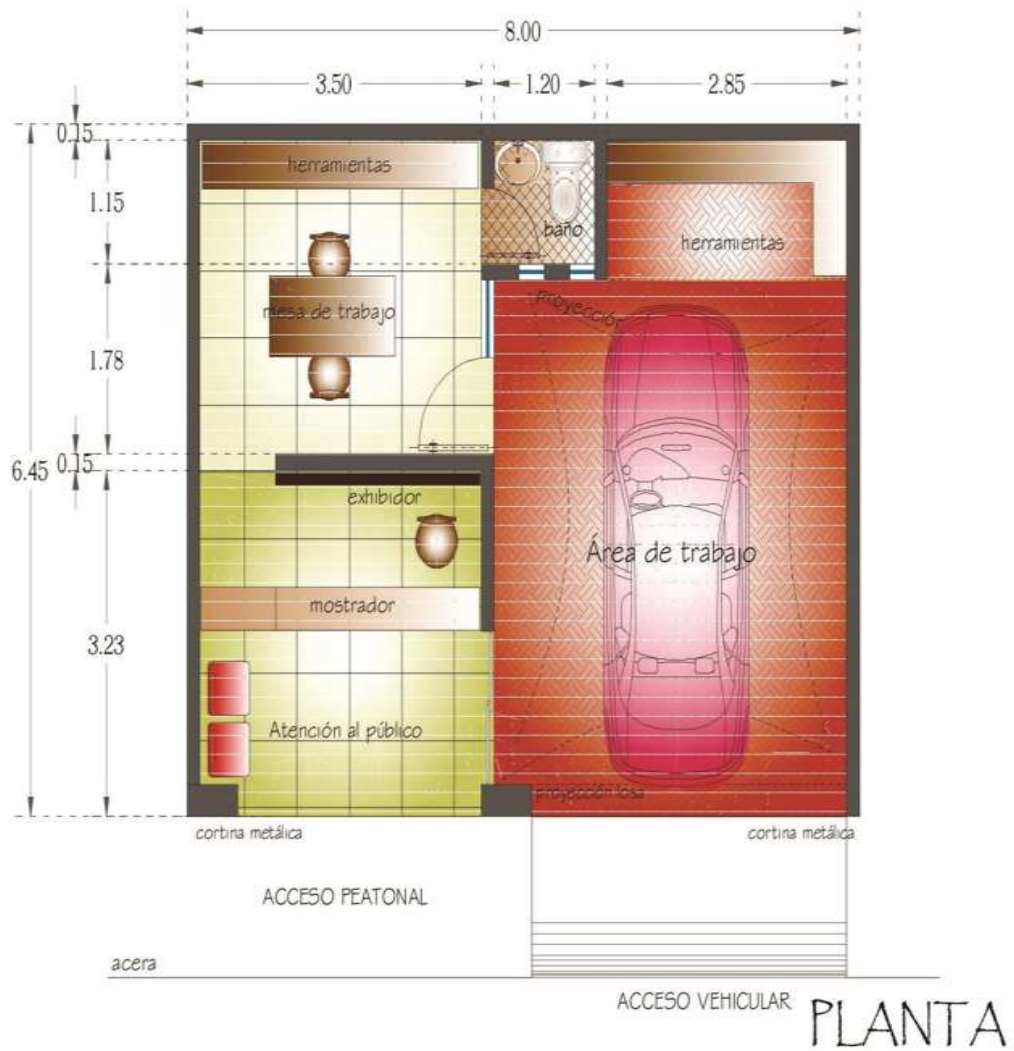 8.00
3.50
1.20
2.85
0.15
herramientas
1.15
baño
herramientas
proyección
mesa de trabajo
1.78
6.45
0.15
exhibidor
Área de trabajo
mostrador
3.23
Atención al público
proyección losa
cortina metálica
cortina metálica
ACCESO PEATONAL
acera
ACCESO VEHICULAR
PLANTA